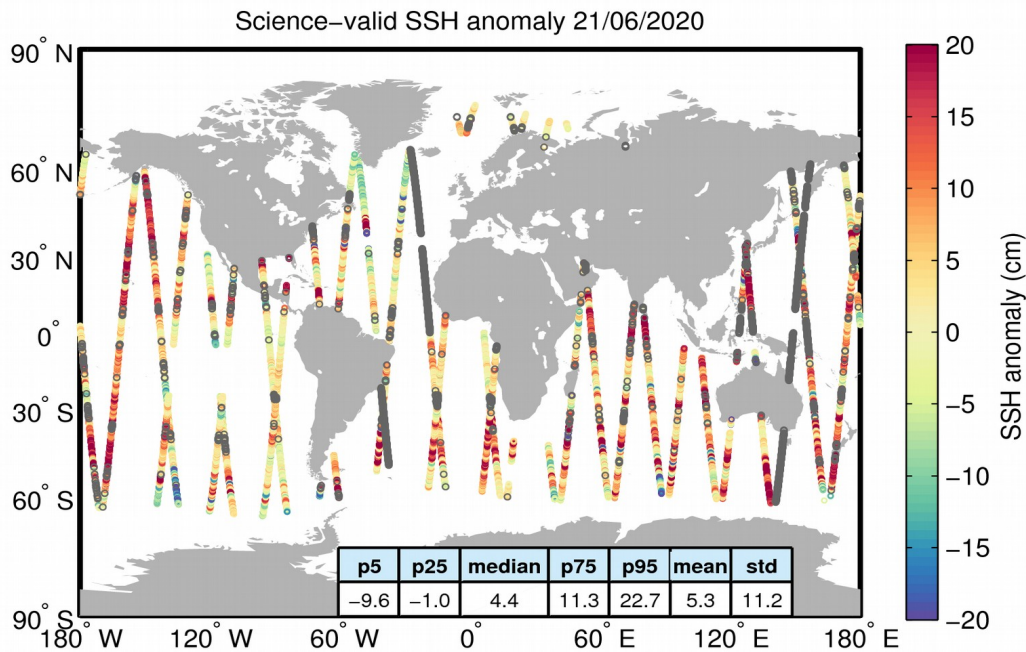 Science−valid SSH anomaly 21/06/2020
90° N
60° N
30° N
0°
30° S
60° S
90° S
180° W
120° W
60° W
0°
60° E
120° E
180° E
p5 p25 median p75 p95 mean std
−9.6 −1.0 4.4 11.3 22.7 5.3 11.2
20
15
10
5
0
−5
−10
−15
−20
SSH anomaly (cm)